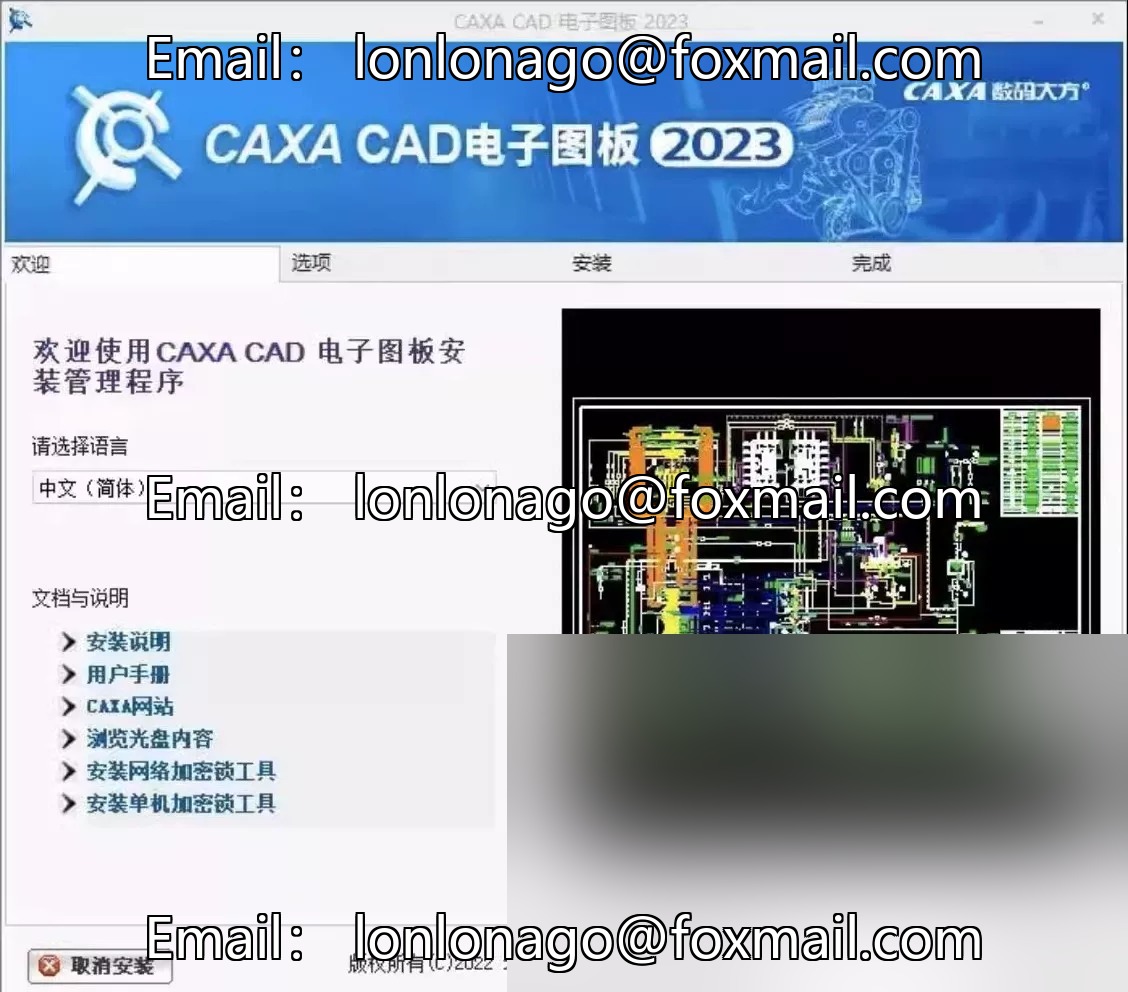 CAXA CAD 电子图板 2023
Email： lonlonago@foxmail.com
CAXA 数码大方
CAXA CAD电子图板 2023
欢迎
选项
安装
完成
欢迎使用CAXA CAD 电子图板安
装管理程序
请选择语言
中文（简体）
Email： lonlonago@foxmail.com
文档与说明
安装说明
用户手册
CAXA网站
浏览光盘内容
安装网络加密锁工具
安装单机加密锁工具
Email： lonlonago@foxmail.com
取消安装
版权所有(C)2022